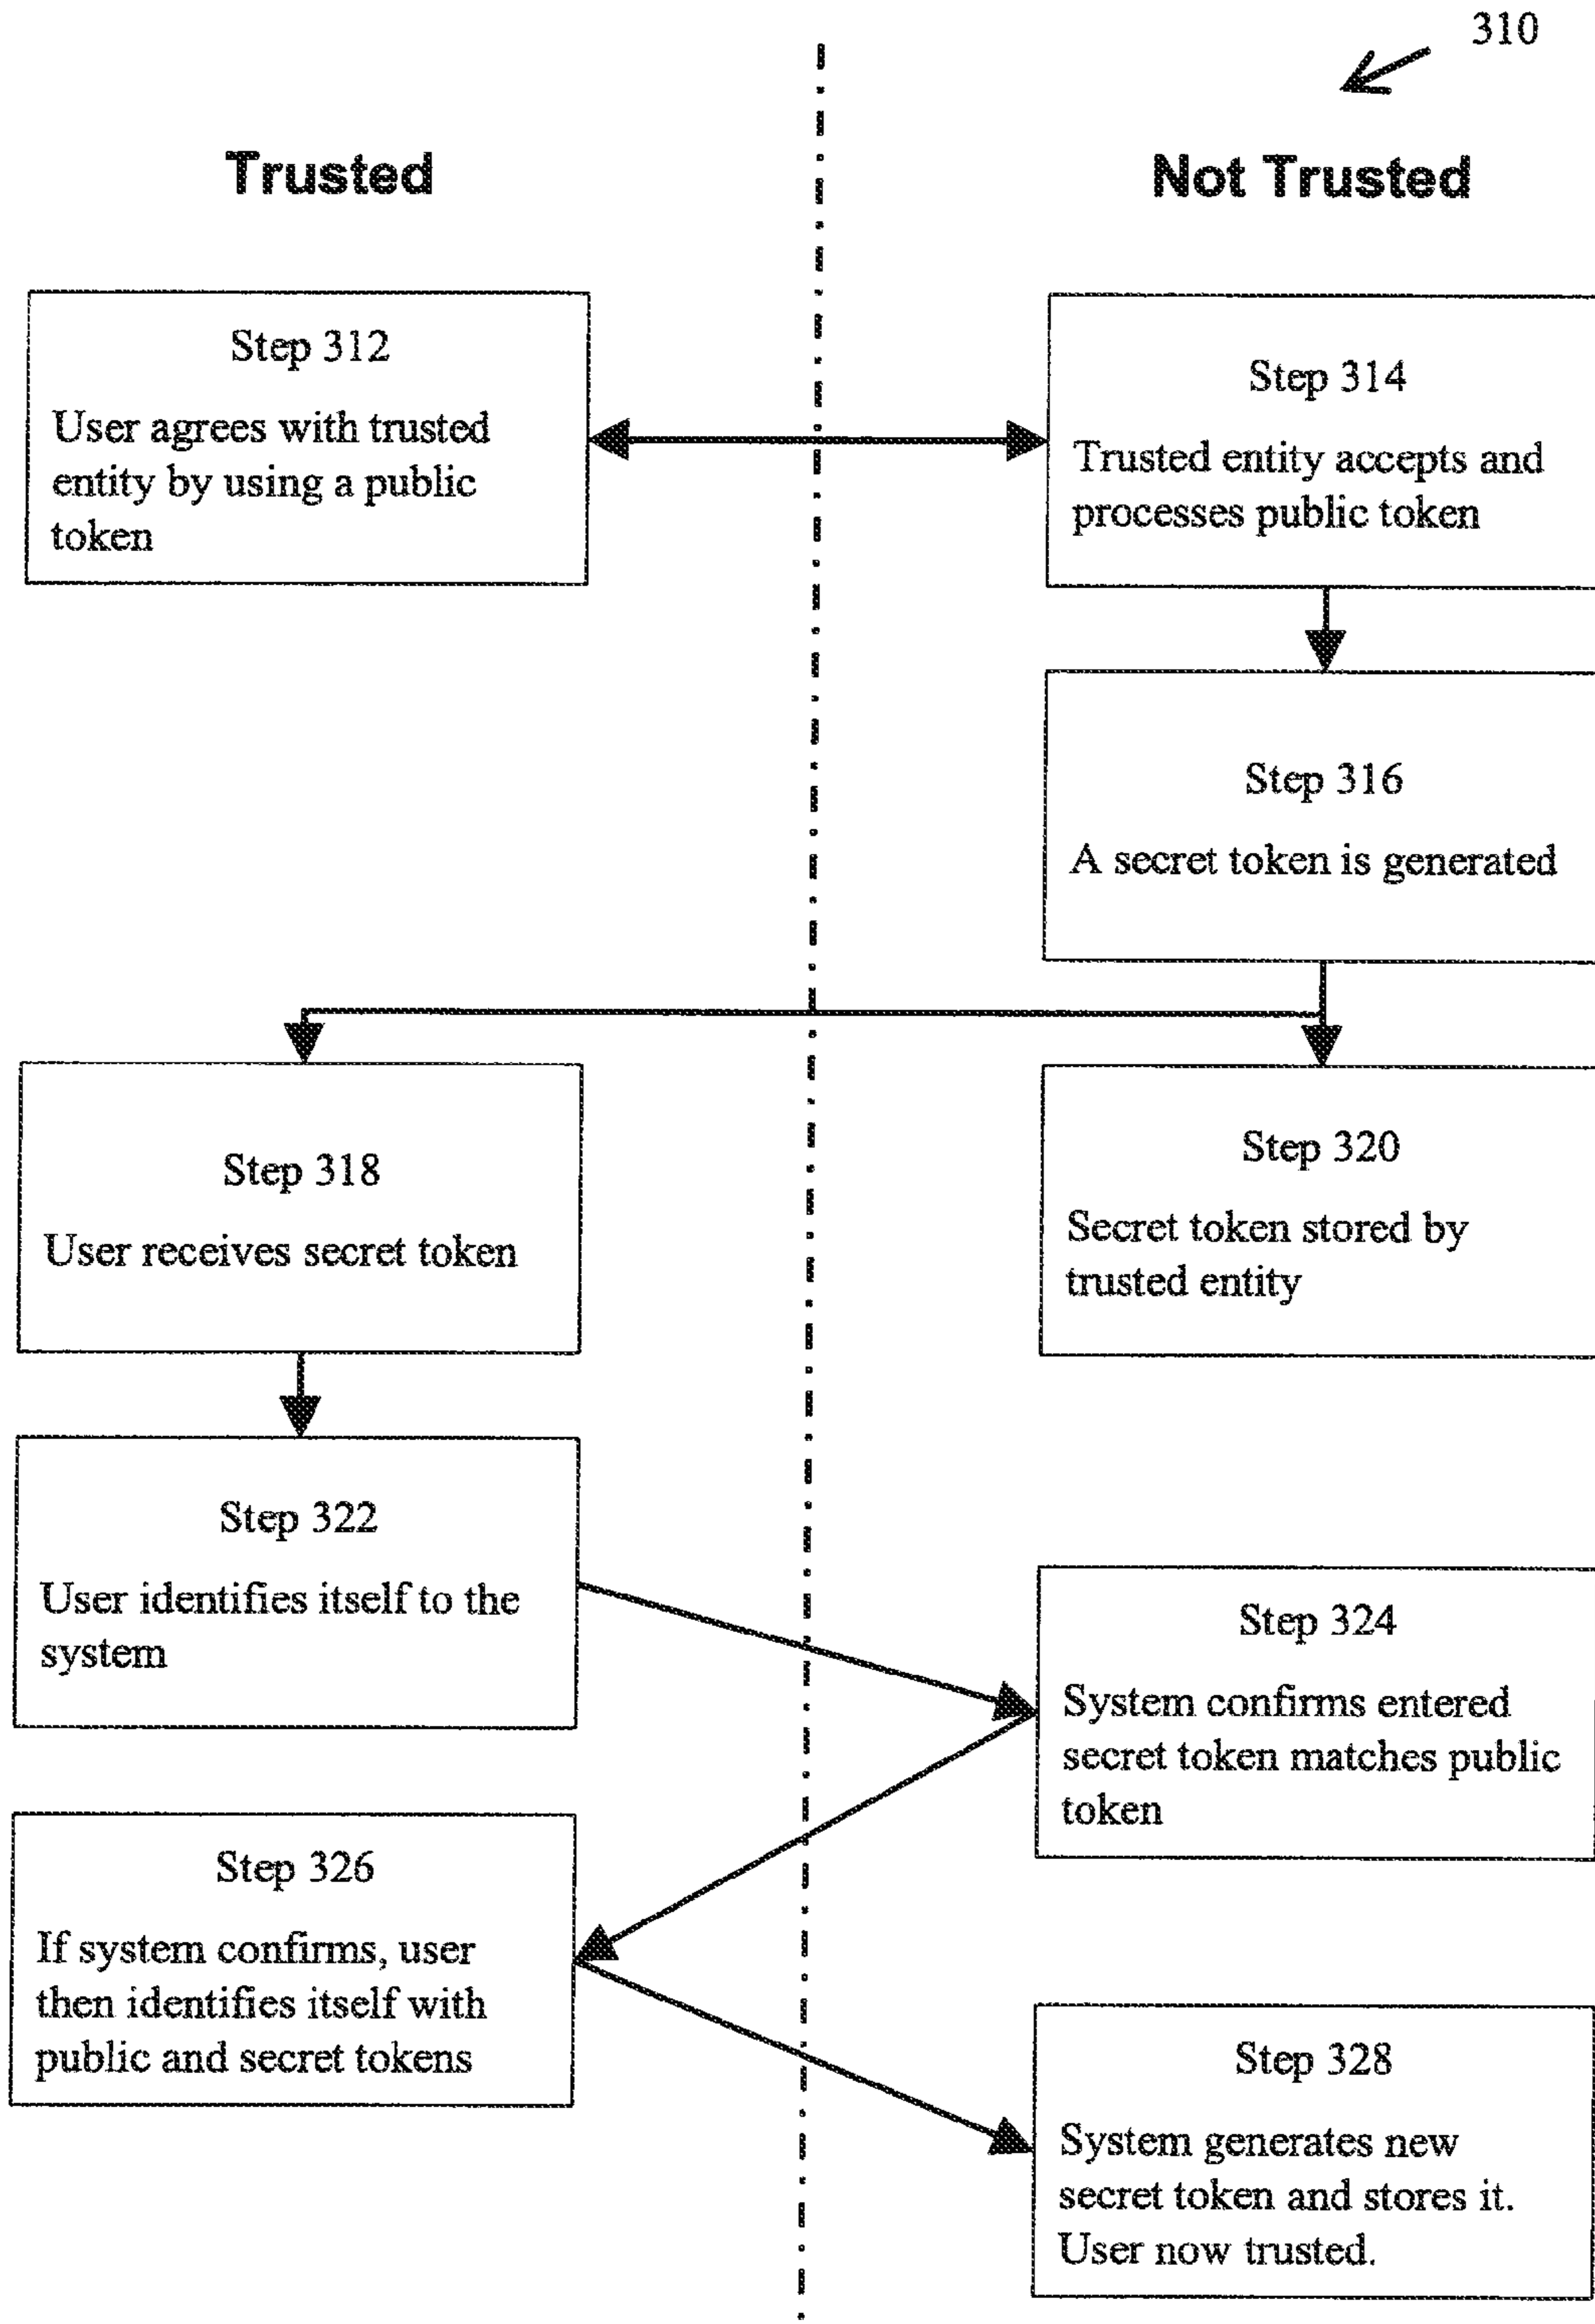 310
Trusted
Not Trusted
Step 312
User agrees with trusted
entity by using a public
token
Step 314
Trusted entity accepts and
processes public token
Step 316
A secret token is generated
Step 318
User receives secret token
Step 320
Secret token stored by
trusted entity
Step 322
User identifies itself to the
system
Step 324
System confirms entered
secret token matches public
token
Step 326
If system confirms, user
then identifies itself with
public and secret tokens
Step 328
System generates new
secret token and stores it.
User now trusted.